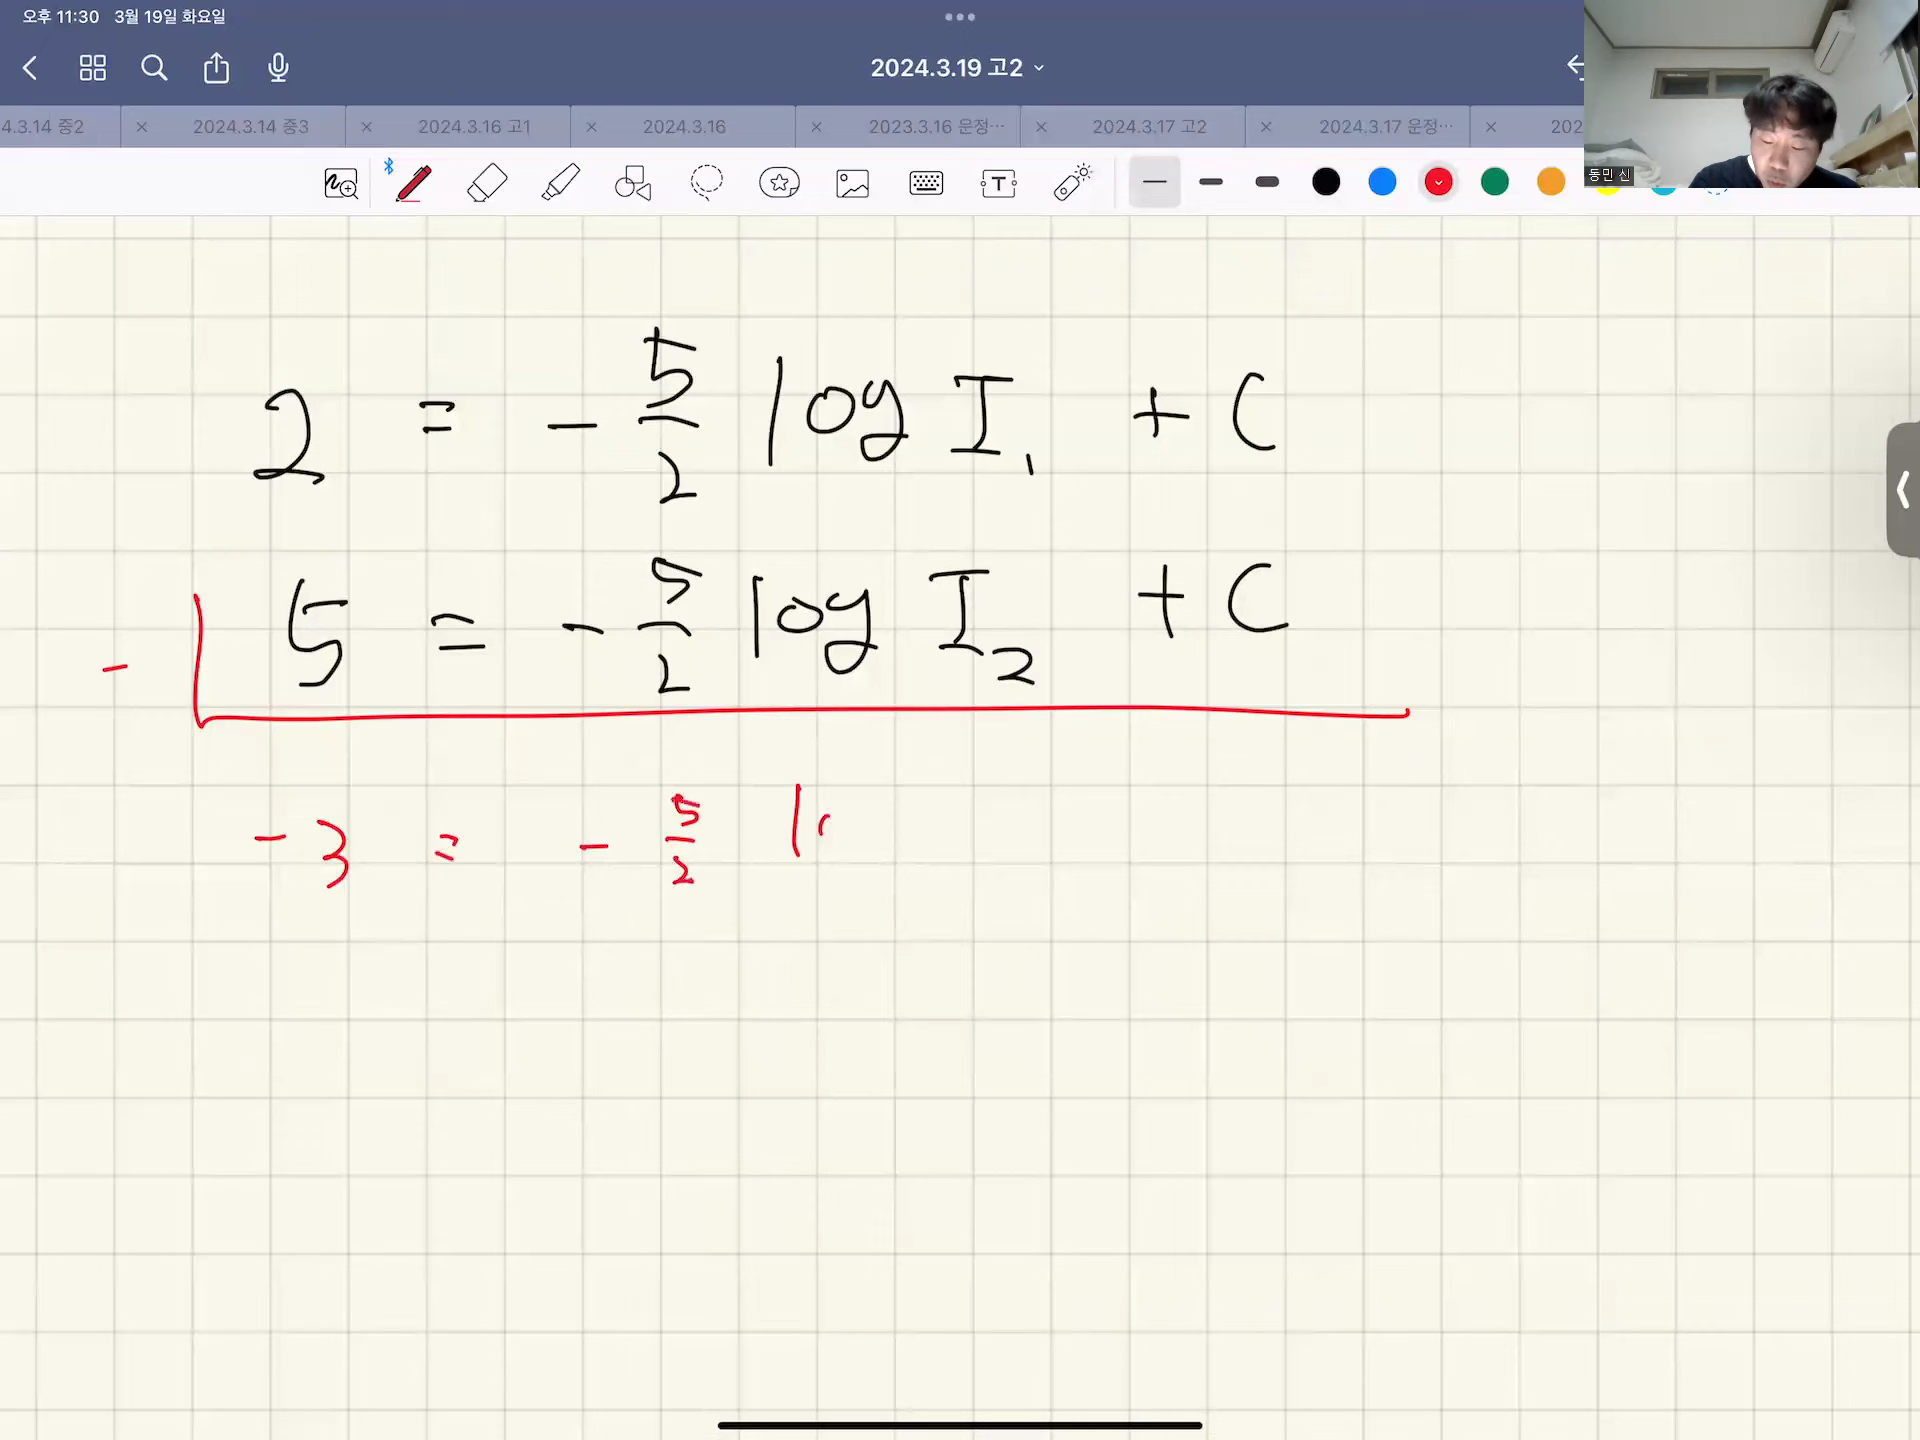 오후 11:30 3월 19일 화요일
2024.3.19 고2
4.3.14 중2
2024.3.14 중3
2024.3.16 고1
2024.3.16
2023.3.16 운정…
2024.3.17 고2
2024.3.17 운정…
202
T
동민 신
2 = - 5/2 log I₁ + C
5 = - 5/2 log I₂ + C
-
-3 = - 5/2 l